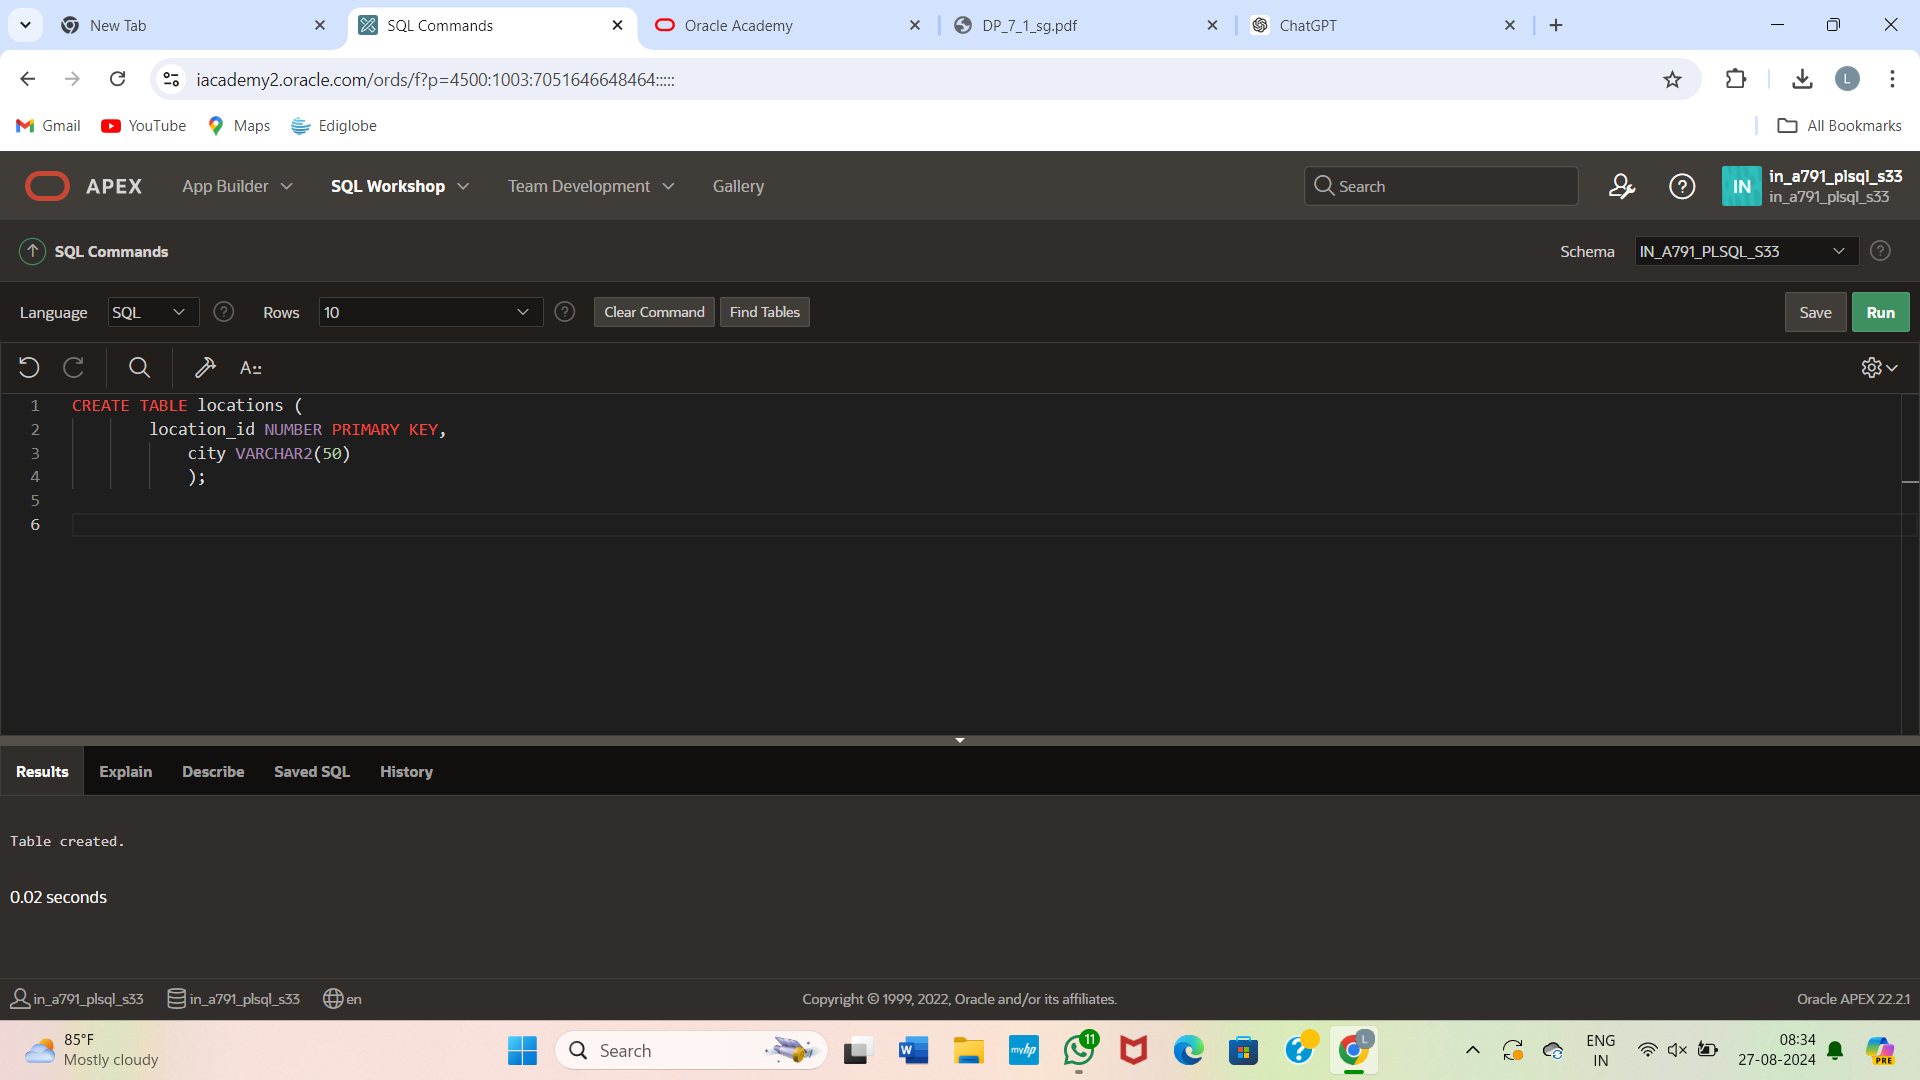 New Tab
SQL Commands
Oracle Academy
DP_7_1_sg.pdf
ChatGPT
iacademy2.oracle.com/ords/f?p=4500:1003:7051646648464:::::
L
Gmail
YouTube
Maps
Ediglobe
All Bookmarks
APEX
App Builder
SQL Workshop
Team Development
Gallery
Search
IN
in_a791_plsql_s33
in_a791_plsql_s33
SQL Commands
Schema
IN_A791_PLSQL_S33
Language
SQL
Rows
10
Clear Command
Find Tables
Save
Run
A::
1 CREATE TABLE locations (
2 location_id NUMBER PRIMARY KEY,
3 city VARCHAR2(50)
4 );
5
6
Results
Explain
Describe
Saved SQL
History
Table created.
0.02 seconds
in_a791_plsql_s33
in_a791_plsql_s33
en
Copyright © 1999, 2022, Oracle and/or its affiliates.
Oracle APEX 22.2.1
85°F
Mostly cloudy
Search
W
myhp
11
L
ENG
IN
08:34
27-08-2024
PRE